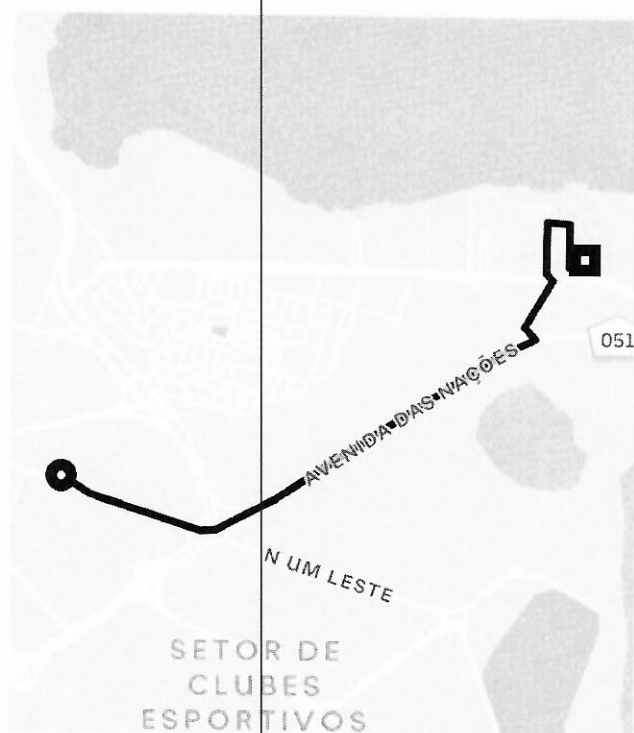 051
AVENIDA DAS NAÇÕES
N UM LESTE
SETOR DE
CLUBES
ESPORTIVOS